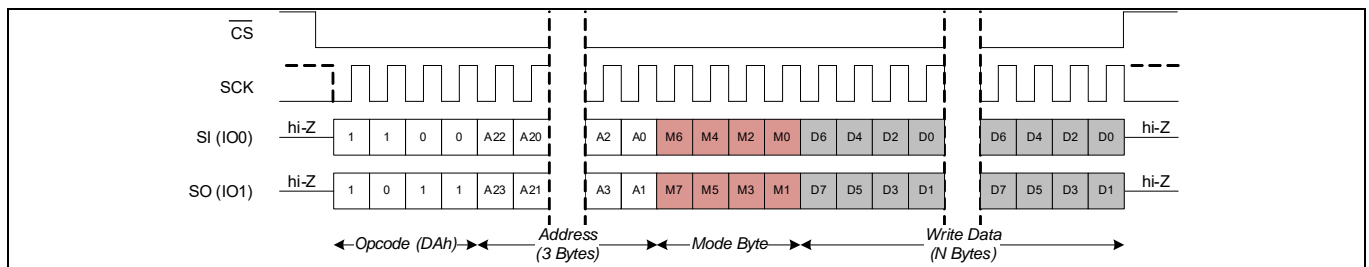 CS
SCK
SI (IO0) hi-Z 1 1 0 0 A22 A20 A2 A0 M6 M4 M2 M0 D6 D4 D2 D0 D6 D4 D2 D0 hi-Z
SO (IO1) hi-Z 1 0 1 1 A23 A21 A3 A1 M7 M5 M3 M1 D7 D5 D3 D1 D7 D5 D3 D1 hi-Z
Opcode (DAh) Address Mode Byte Write Data
(3 Bytes) (N Bytes)